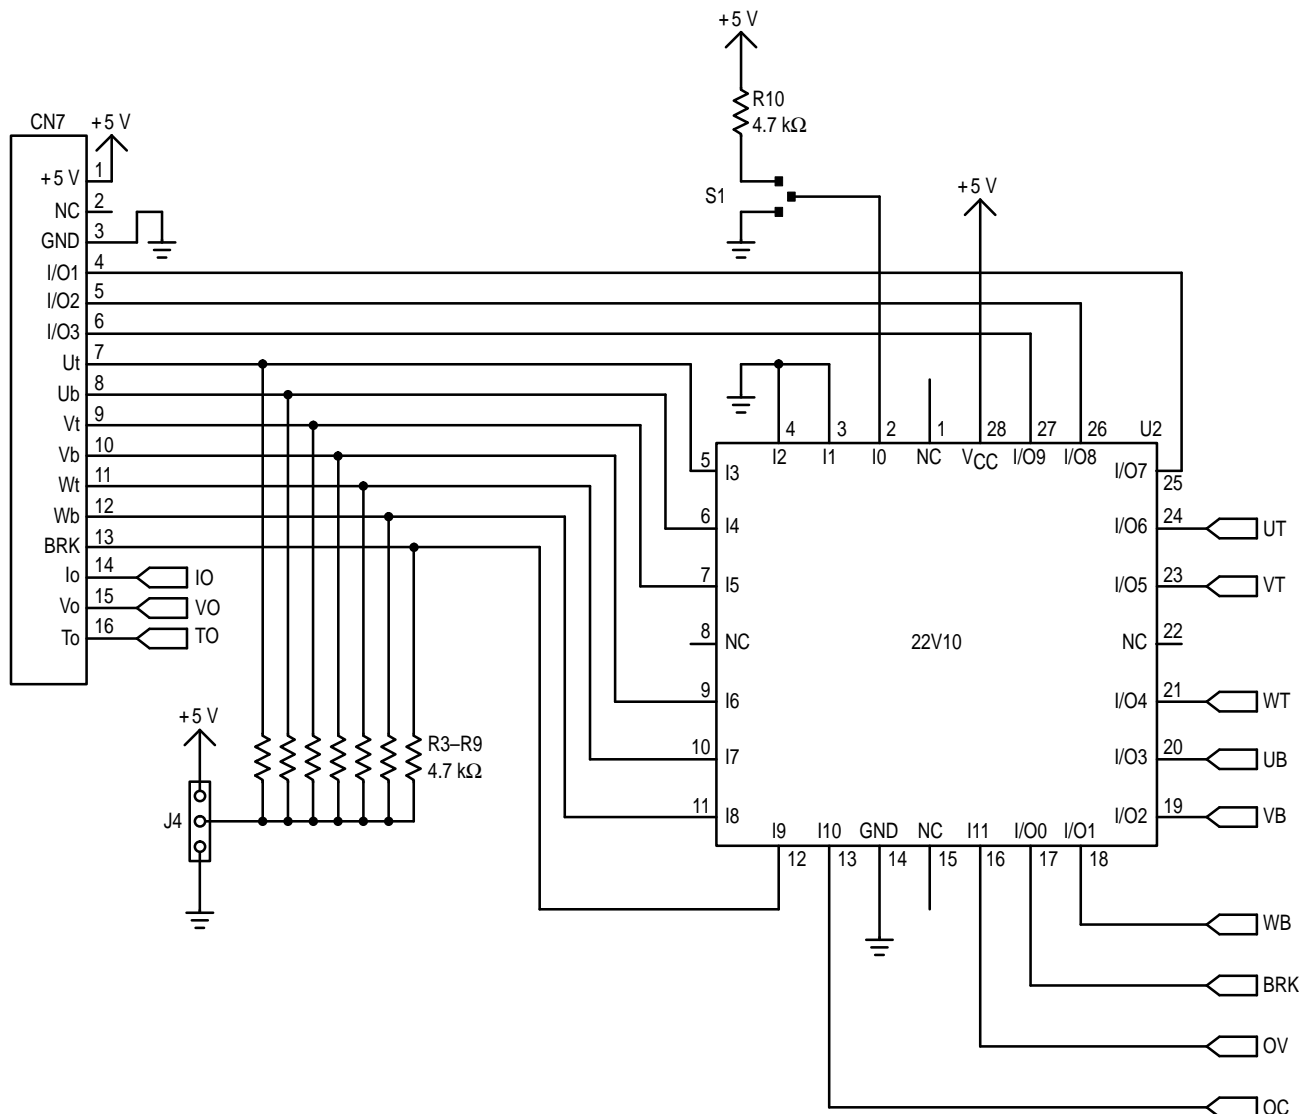 +5 V
R10
4.7 kΩ
S1
+5 V
CN7
+5 V
+5 V 1
NC 2
GND 3
I/O1 4
I/O2 5
I/O3 6
Ut 7
Ub 8
Vt 9
Vb 10
Wt 11
Wb 12
BRK 13
Io 14 IO
Vo 15 VO
To 16 TO
+5 V
J4
R3–R9
4.7 kΩ
4 3 2 1 28 27 26 U2
I2 I1 I0 NC VCC I/O9 I/O8
5 I3 I/O7 25
6 I4 I/O6 24 UT
7 I5 I/O5 23 VT
8 NC 22V10 NC 22
9 I6 I/O4 21 WT
10 I7 I/O3 20 UB
11 I8 I/O2 19 VB
I9 I10 GND NC I11 I/O0 I/O1
12 13 14 15 16 17 18
WB
BRK
OV
OC